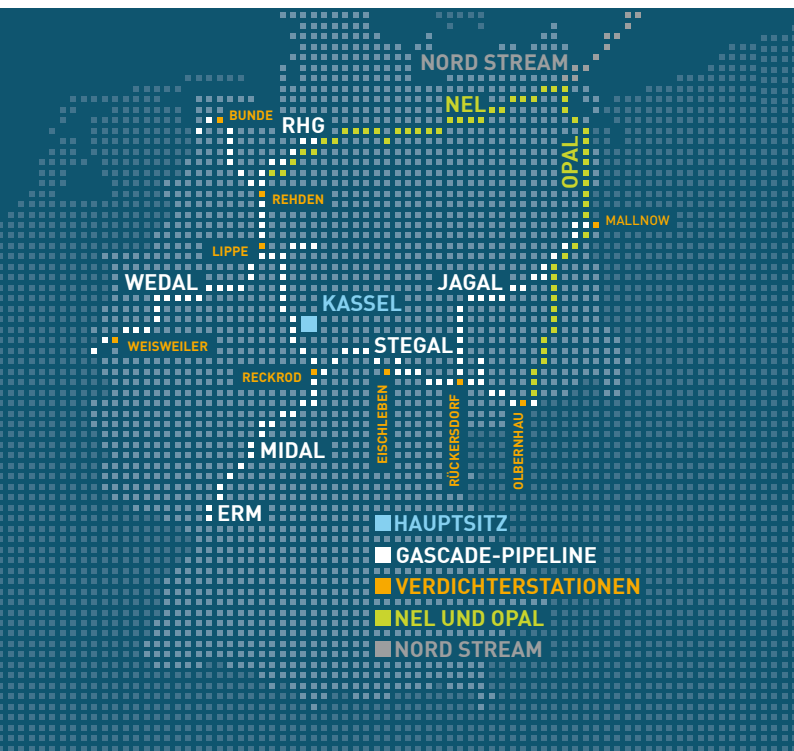 NORD STREAM
NEL
BUNDE
RHG
OPAL
REHDEN
MALLNOW
LIPPE
WEDAL
JAGAL
KASSEL
STEGAL
WEISWEILER
RECKROD
EISCHLEBEN
RÜCKERSDORF
OLBERNHAU
MIDAL
ERM
HAUPTSITZ
GASCADE-PIPELINE
VERDICHTERSTATIONEN
NEL UND OPAL
NORD STREAM